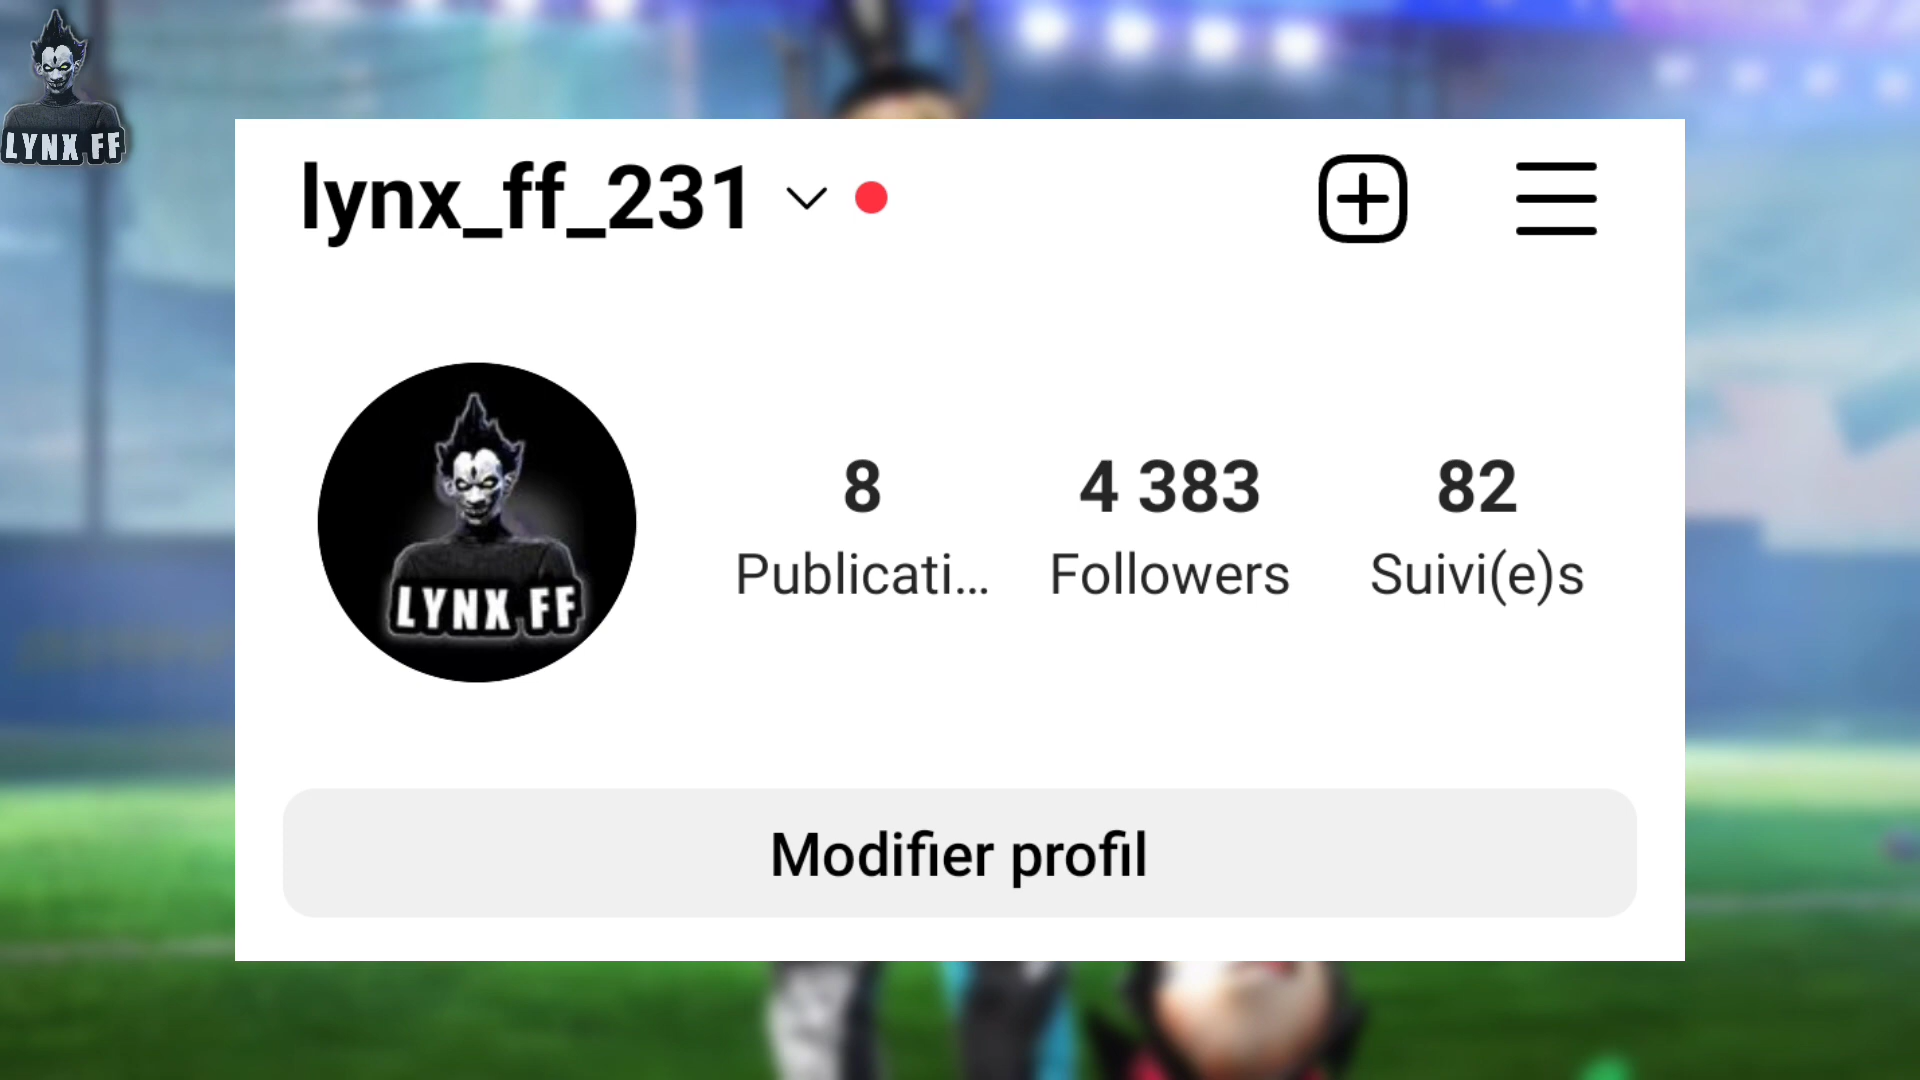 LYNX FF
lynx_ff_231
LYNX FF
8
4 383
82
Publicati...
Followers
Suivi(e)s
Modifier profil